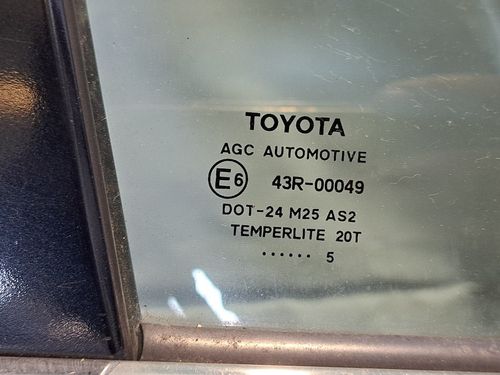 TOYOTA
AGC AUTOMOTIVE
E6 43R-00049
DOT-24 M25 AS2
TEMPERLITE 20T
•••••• 5